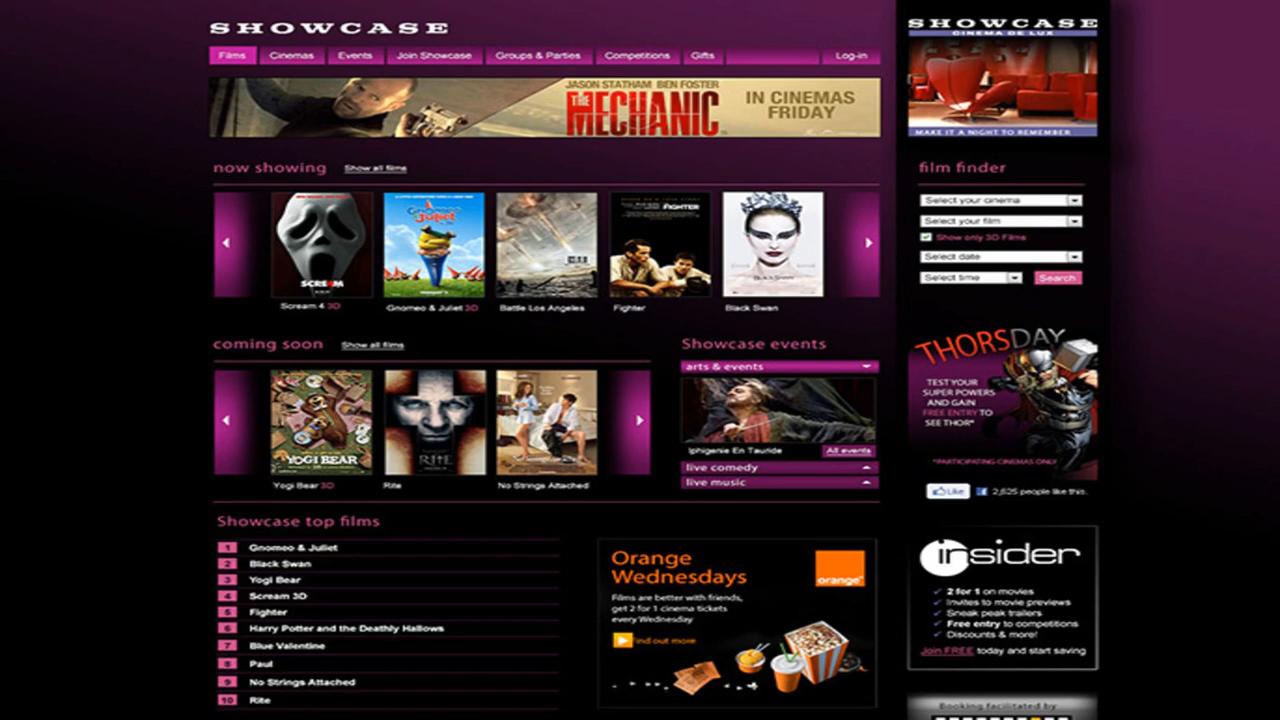 SHOWCASE
Films Cinemas Events Join Showcase Groups & Parties Competitions Gifts Log-in
JASON STATHAM BEN FOSTER
THE MECHANIC
IN CINEMAS FRIDAY
SHOWCASE
CINEMA DE LUX
MAKE IT A NIGHT TO REMEMBER
now showing Show all films
SCRE4M
Gnomeo & Juliet
FIGHTER
BLACK SWAN
Scream 4 3D
Gnomeo & Juliet 3D
Battle Los Angeles
Fighter
Black Swan
film finder
Select your cinema
Select your film
Show only 3D Films
Select date
Select time Search
coming soon Show all films
YOGI BEAR
RITE
Yogi Bear 3D
Rite
No Strings Attached
Showcase events
arts & events
Iphigenie En Tauride All events
live comedy
live music
THORSDAY
TEST YOUR
SUPER POWERS
AND GAIN
FREE ENTRY TO
SEE THOR*
*PARTICIPATING CINEMAS ONLY
Like 2,625 people like this.
Showcase top films
1 Gnomeo & Juliet
2 Black Swan
3 Yogi Bear
4 Scream 3D
5 Fighter
6 Harry Potter and the Deathly Hallows
7 Blue Valentine
8 Paul
9 No Strings Attached
10 Rite
Orange
Wednesdays
orange™
Films are better with friends,
get 2 for 1 cinema tickets
every Wednesday
Find out more
insider
2 for 1 on movies
Invites to movie previews
Sneak peak trailers
Free entry to competitions
Discounts & more!
Join FREE today and start saving
Booking facilitated by